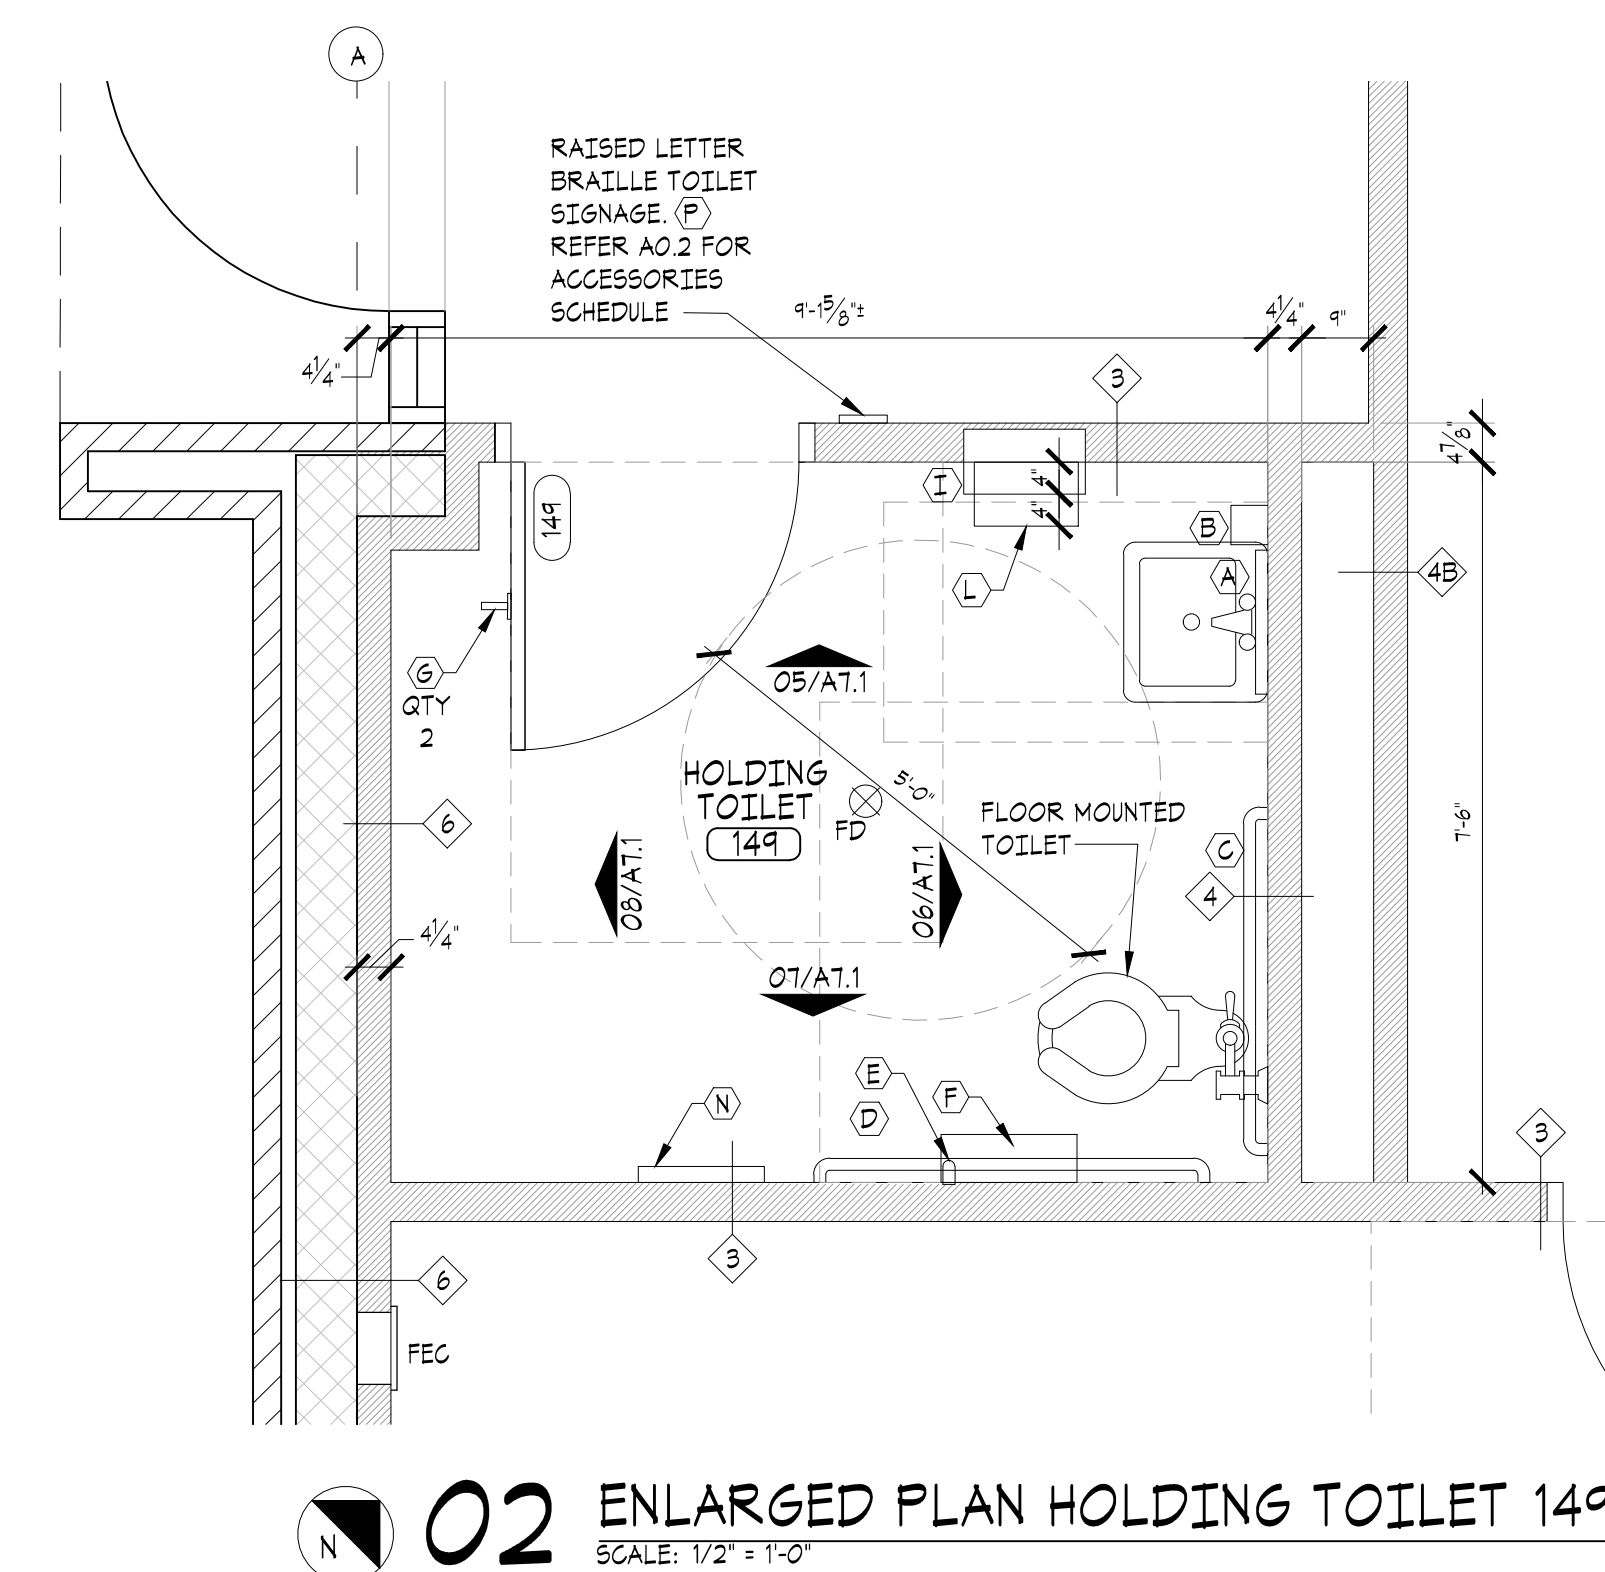 A
RAISED LETTER
BRAILLE TOILET
SIGNAGE. P
REFER A0.2 FOR
ACCESSORIES
SCHEDULE
9'-1 5/8"±
4 1/4"
9"
4 1/4"
3
4 7/8"
I
4"
4"
149
B
A
4B
L
G
QTY
2
05/A7.1
HOLDING
TOILET
149
FD
5'-0"
FLOOR MOUNTED
TOILET
7'-6"
6
C
08/A7.1
06/A7.1
4
4 1/4"
07/A7.1
E
F
N
D
3
3
6
FEC
N
02
ENLARGED PLAN HOLDING TOILET 149
SCALE: 1/2" = 1'-0"